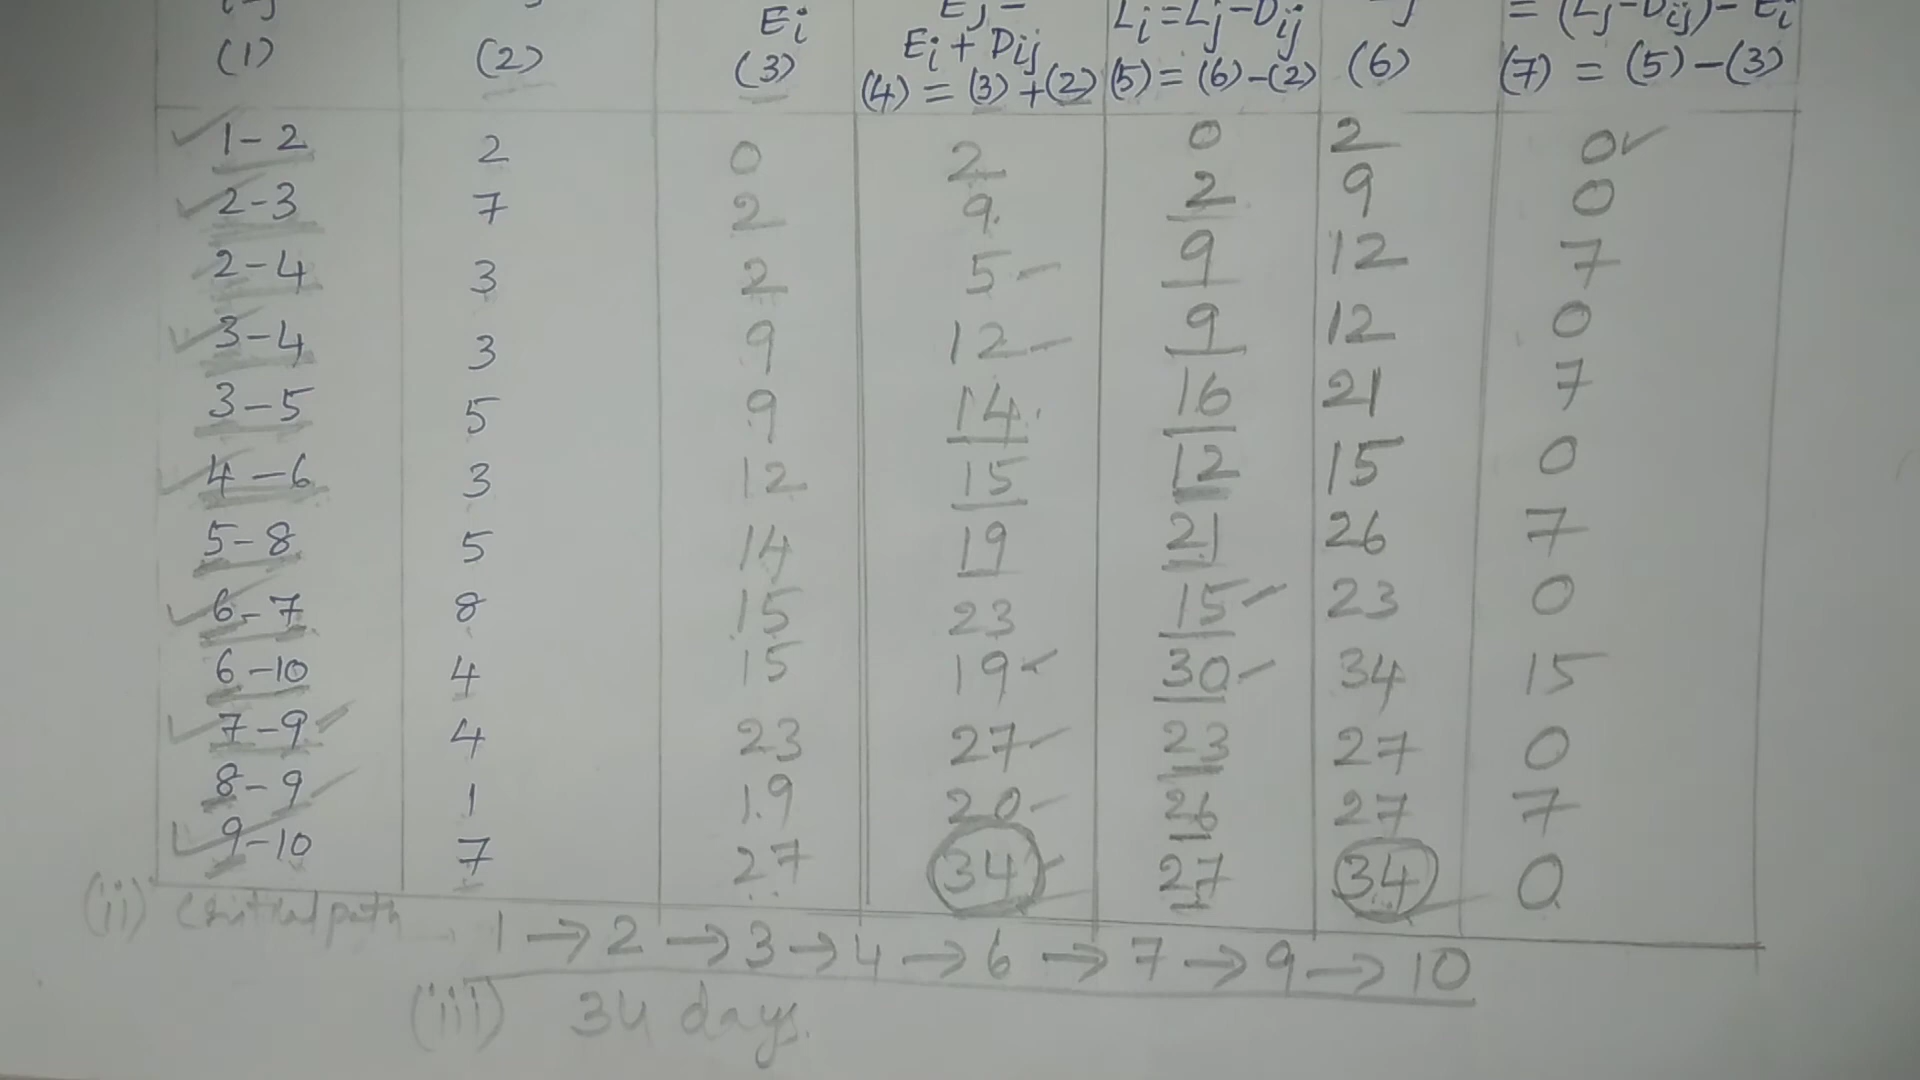 Ei Ej = Li=Lj-Dij = (Lj-Dij)-Ei
Ei + Dij
(1) (2) (3) (4) = (3) +(2) (5)= (6)-(2) (6) (7) = (5)-(3)
1-2 2 0 2 0 2 0
2-3 7 2 9. 2 9 0
2-4 3 2 5 9 12 7
3-4 3 9 12 9 12 0
3-5 5 9 14. 16 21 7
4-6 3 12 15 12 15 0
5-8 5 14 19 21 26 7
6-7 8 15 23 15 23 0
6-10 4 15 19 30 34 15
7-9 4 23 27 23 27 0
8-9 1 19 20 26 27 7
9-10 7 27 34 27 34 0
(ii) Critical path 1 → 2 → 3 → 4 → 6 → 7 → 9 → 10
(iii) 34 days.